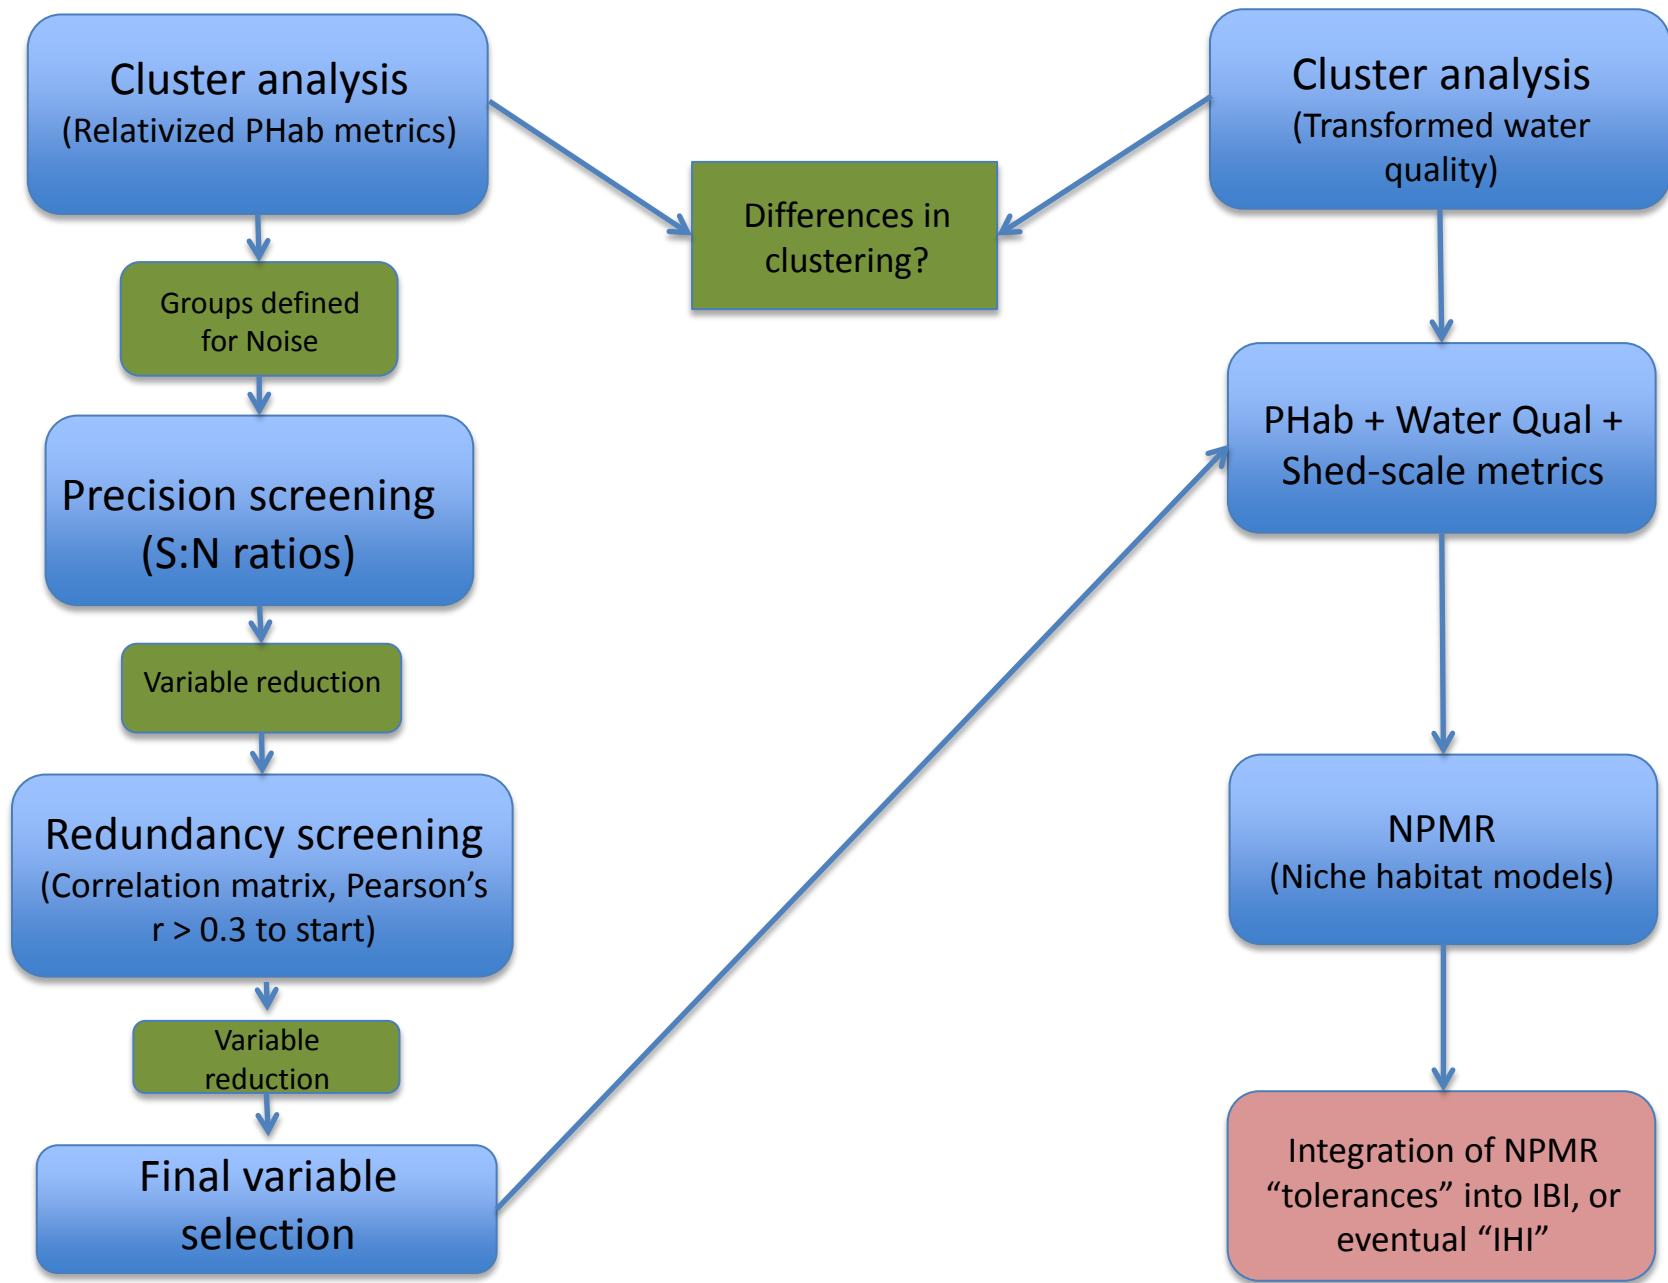 Cluster analysis
(Relativized PHab metrics)
Groups defined
for Noise
Precision screening
(S:N ratios)
Variable reduction
Redundancy screening
(Correlation matrix, Pearson’s
r > 0.3 to start)
Variable
reduction
Final variable
selection
Differences in
clustering?
Cluster analysis
(Transformed water
quality)
PHab + Water Qual +
Shed-scale metrics
NPMR
(Niche habitat models)
Integration of NPMR
“tolerances” into IBI, or
eventual “IHI”